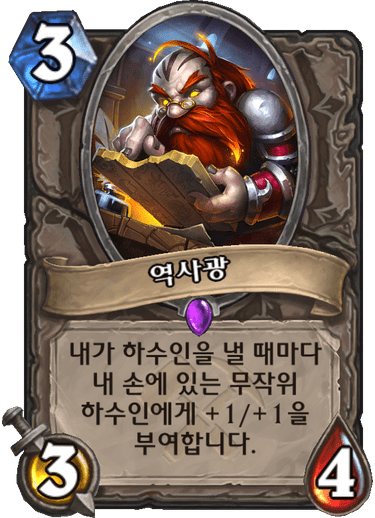 3
역사광
내가 하수인을 낼 때마다
내 손에 있는 무작위
하수인에게 +1/+1을
부여합니다.
3
4